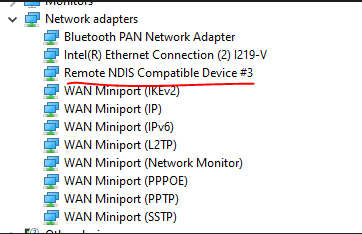 Network adapters
Bluetooth PAN Network Adapter
Intel(R) Ethernet Connection (2) I219-V
Remote NDIS Compatible Device #3
WAN Miniport (IKEv2)
WAN Miniport (IP)
WAN Miniport (IPv6)
WAN Miniport (L2TP)
WAN Miniport (Network Monitor)
WAN Miniport (PPPOE)
WAN Miniport (PPTP)
WAN Miniport (SSTP)